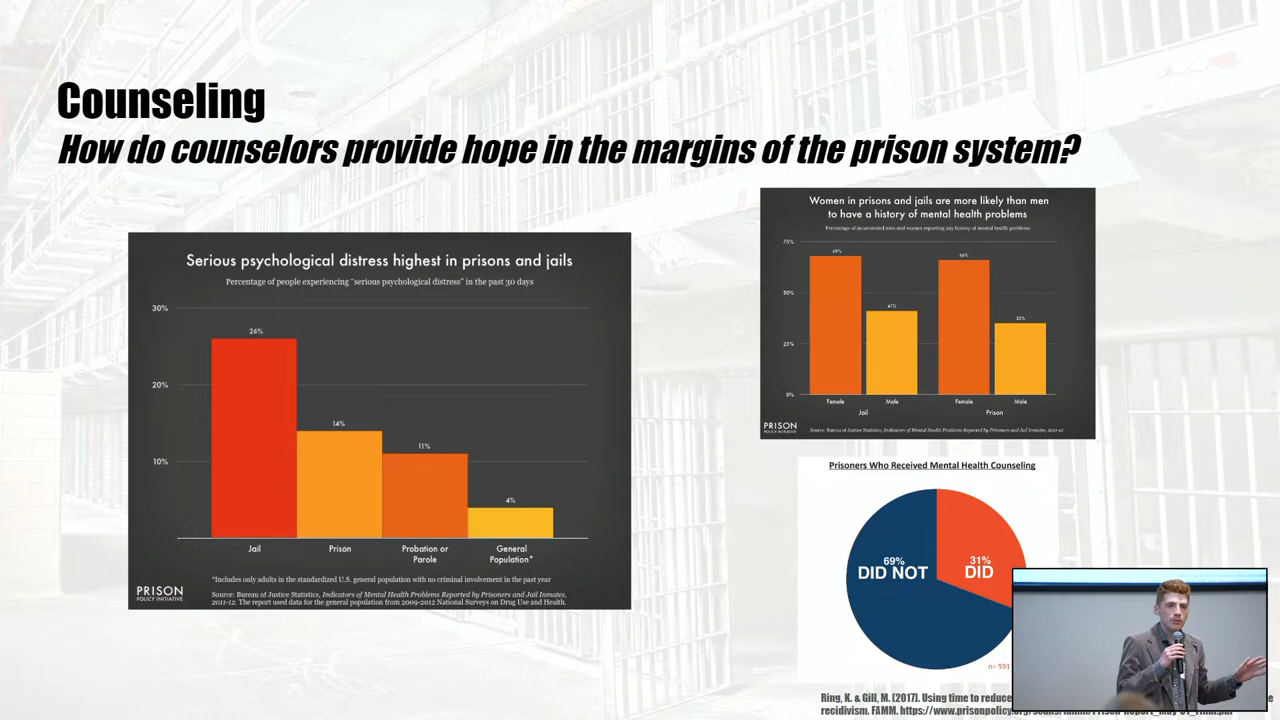 Counseling
How do counselors provide hope in the margins of the prison system?
Serious psychological distress highest in prisons and jails
Percentage of people experiencing "serious psychological distress" in the past 30 days
30%
20%
10%
26%
14%
11%
4%
Jail
Prison
Probation or
Parole
General
Population*
*Includes only adults in the standardized U.S. general population with no criminal involvement in the past year
Source: Bureau of Justice Statistics, Indicators of Mental Health Problems Reported by Prisoners and Jail Inmates,
2011-12. The report used data for the general population from 2009-2012 National Surveys on Drug Use and Health.
PRISON
POLICY INITIATIVE
Women in prisons and jails are more likely than men
to have a history of mental health problems
Percentage of incarcerated men and women reporting any history of mental health problems
75%
50%
25%
0%
68%
41%
66%
35%
Female
Male
Female
Male
Jail
Prison
PRISON
POLICY INITIATIVE
Source: Bureau of Justice Statistics, Indicators of Mental Health Problems Reported by Prisoners and Jail Inmates, 2011-12
Prisoners Who Received Mental Health Counseling
69%
DID NOT
31%
DID
n= 591
Ring, K. & Gill, M. (2017). Using time to reduce
recidivism. FAMM. https://www.prisonpolicy.org/scans/famm/Prison-Report_May-31_Final.pdf